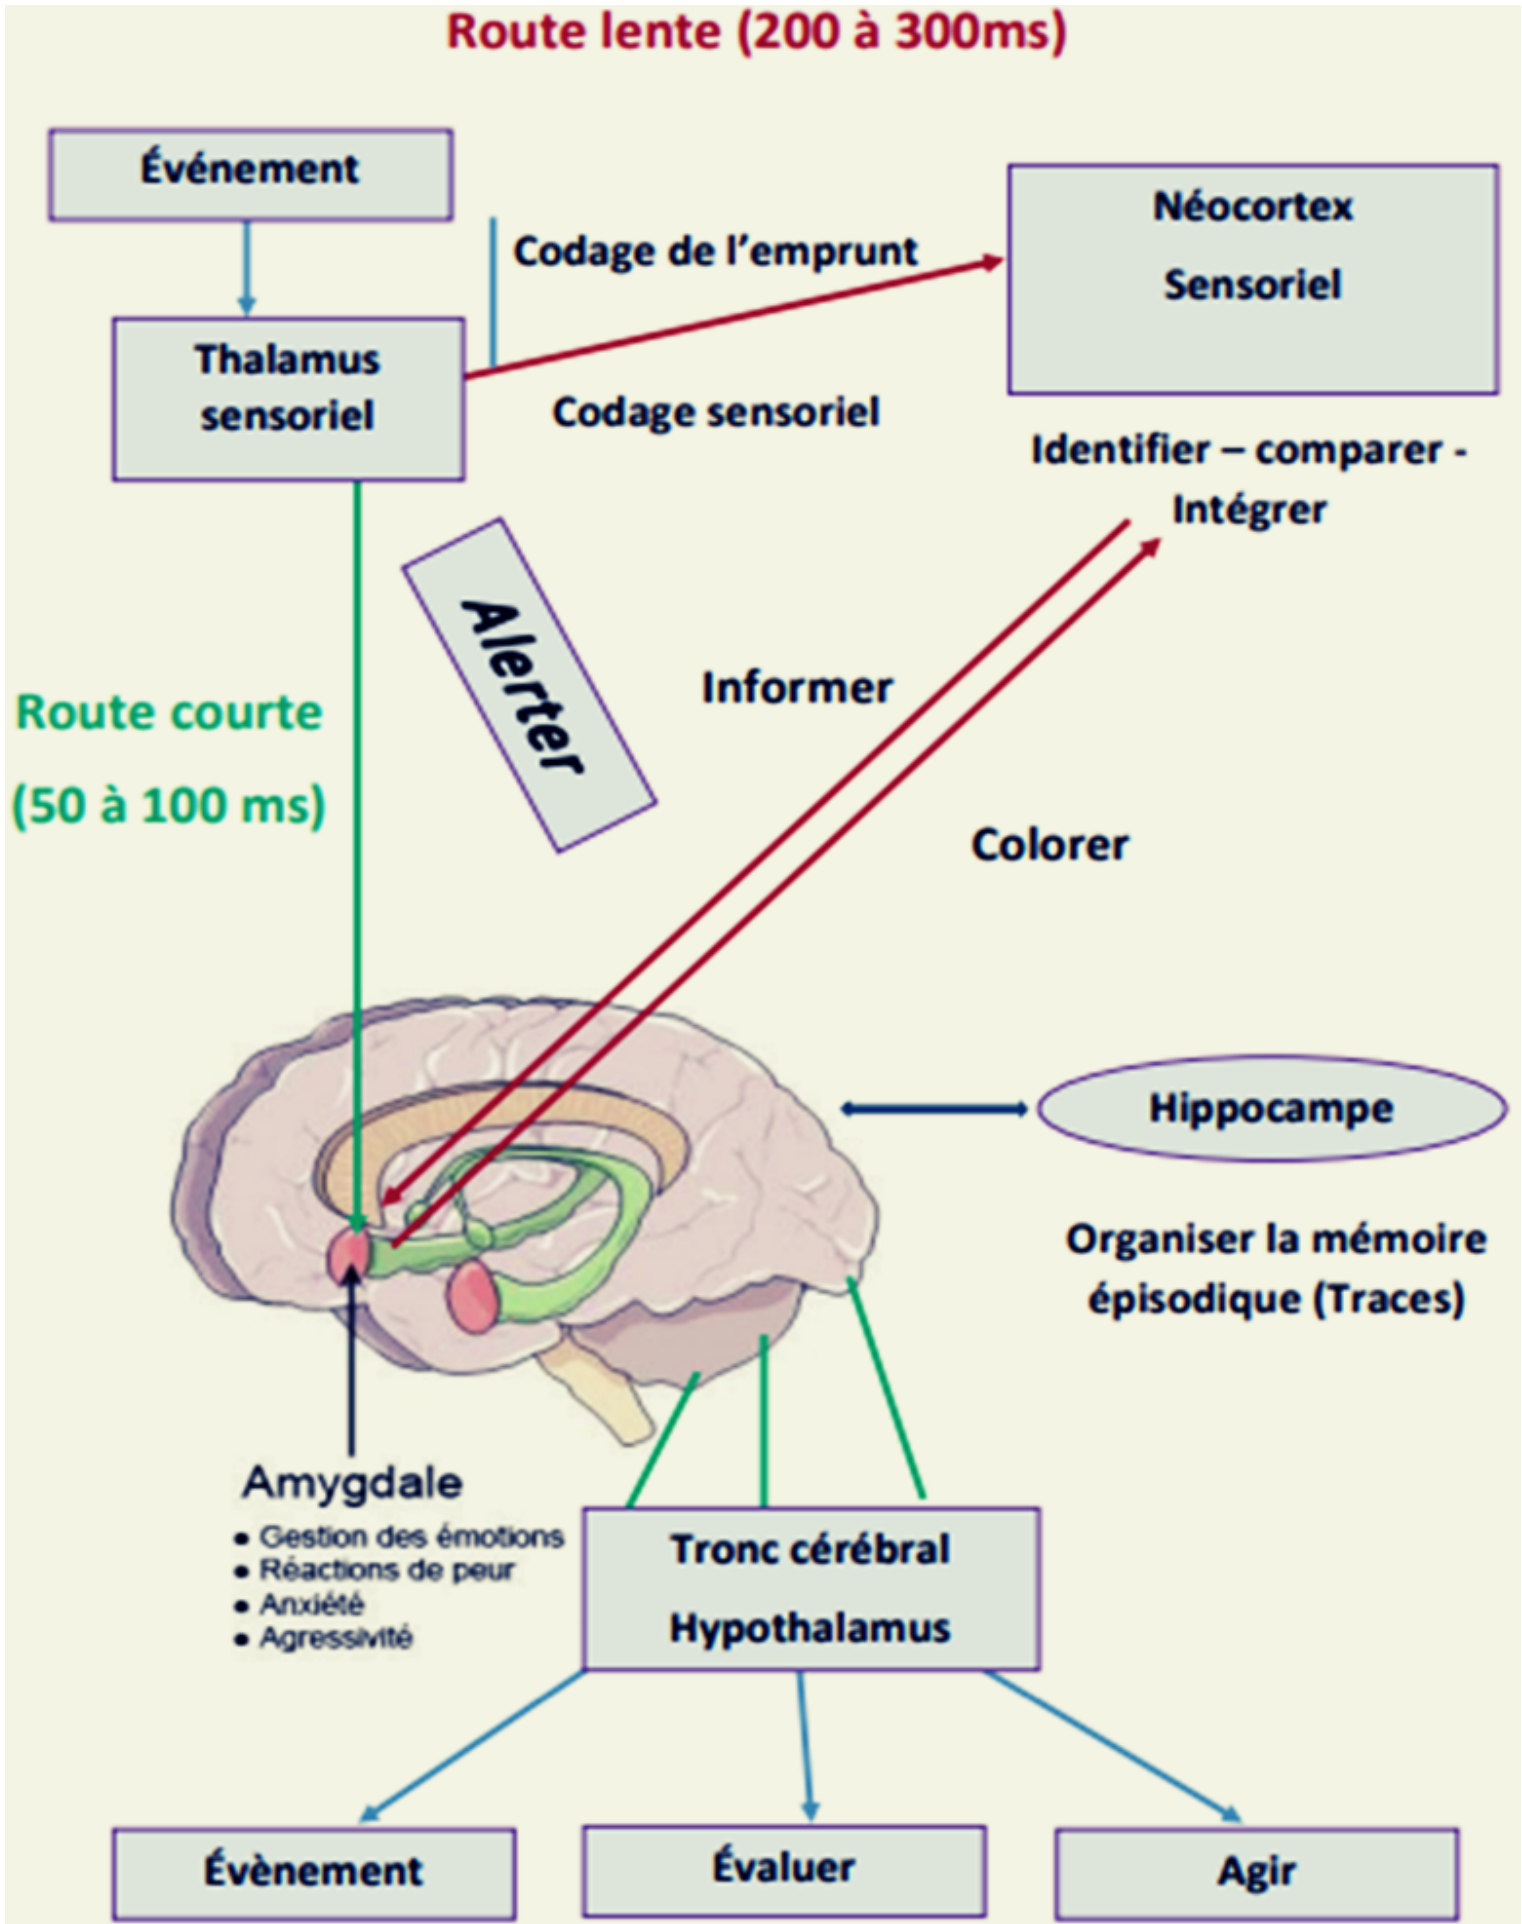 Route lente (200 à 300ms)
Événement
Néocortex
Sensoriel
Codage de l’emprunt
Thalamus
sensoriel
Codage sensoriel
Identifier – comparer -
Intégrer
Alerter
Informer
Route courte
(50 à 100 ms)
Colorer
Hippocampe
Organiser la mémoire
épisodique (Traces)
Amygdale
• Gestion des émotions
• Réactions de peur
• Anxiété
• Agressivité
Tronc cérébral
Hypothalamus
Évènement
Évaluer
Agir